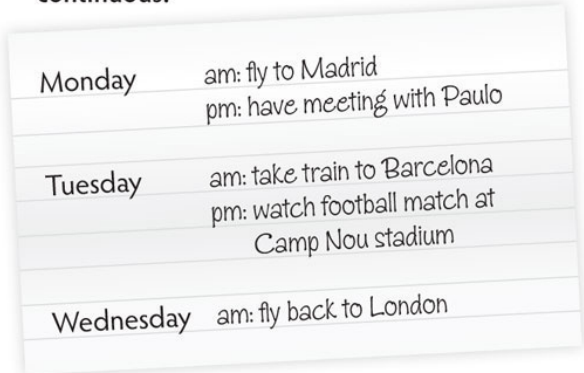 continuous.
Monday am: fly to Madrid
pm: have meeting with Paulo
Tuesday am: take train to Barcelona
pm: watch football match at
Camp Nou stadium
Wednesday am: fly back to London